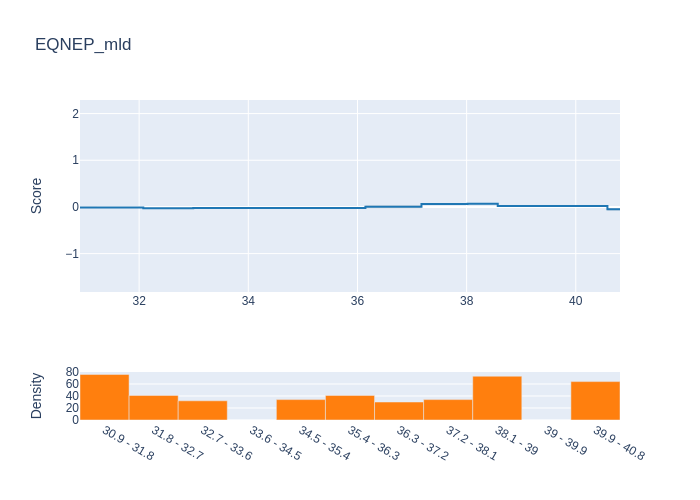 EQNEP_mld
Score
2
1
0
−1
32 34 36 38 40
Density
80
60
40
20
0
30.9 - 31.8
31.8 - 32.7
32.7 - 33.6
33.6 - 34.5
34.5 - 35.4
35.4 - 36.3
36.3 - 37.2
37.2 - 38.1
38.1 - 39
39 - 39.9
39.9 - 40.8